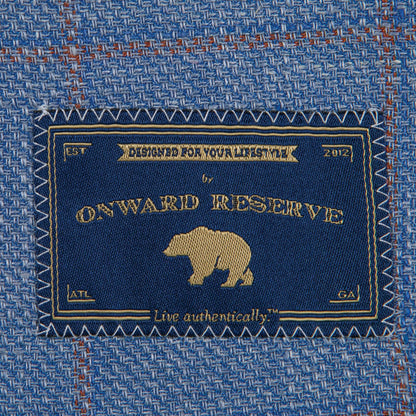 EST 2012
DESIGNED FOR YOUR LIFESTYLE
by
ONWARD RESERVE
ATL GA
Live authentically.™